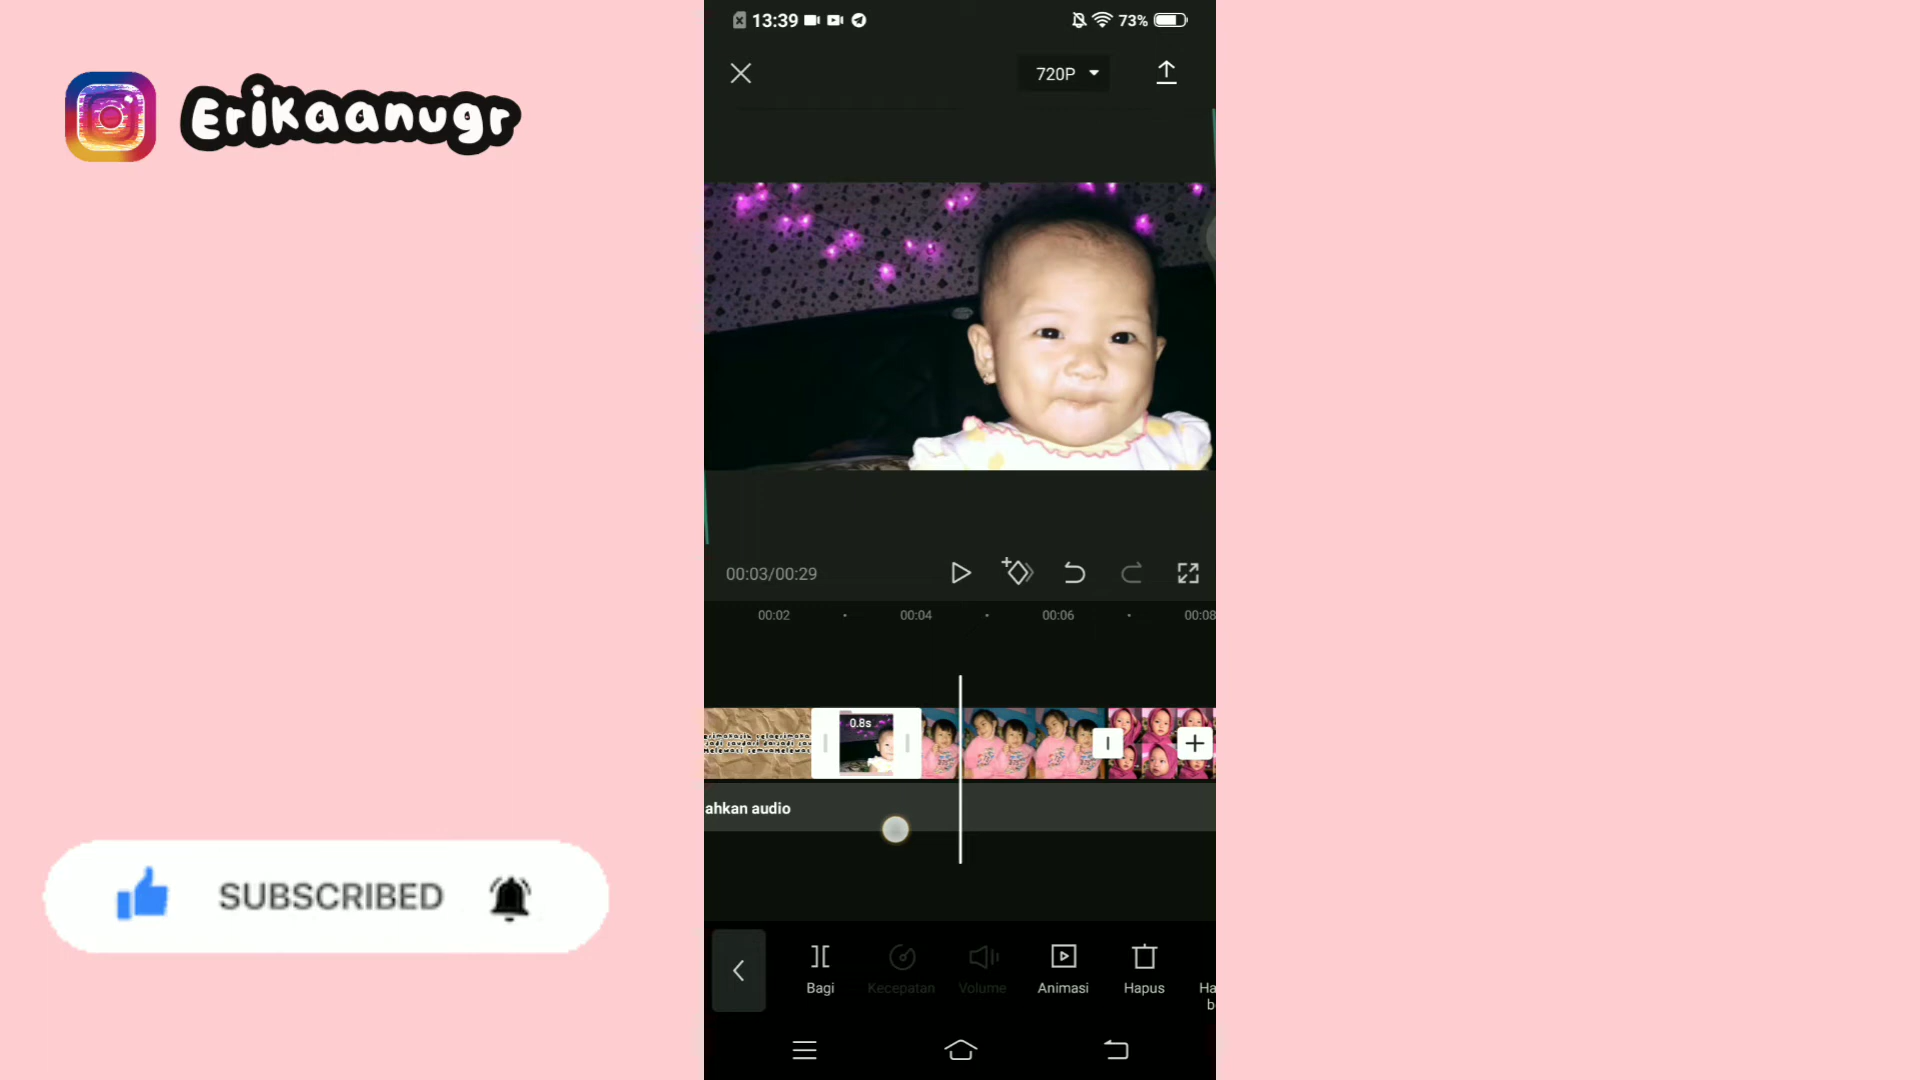 13:39
73%
Erikaanugr
720P
00:03/00:29
00:02
00:04
00:06
00:08
0.8s
ahkan audio
SUBSCRIBED
Bagi
Kecepatan
Volume
Animasi
Hapus
Ha
b